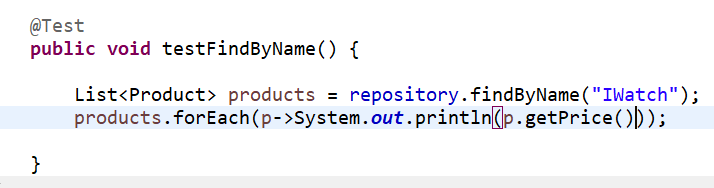 @Test
public void testFindByName() {
List<Product> products = repository.findByName("IWatch");
products.forEach(p->System.out.println(p.getPrice()));
}